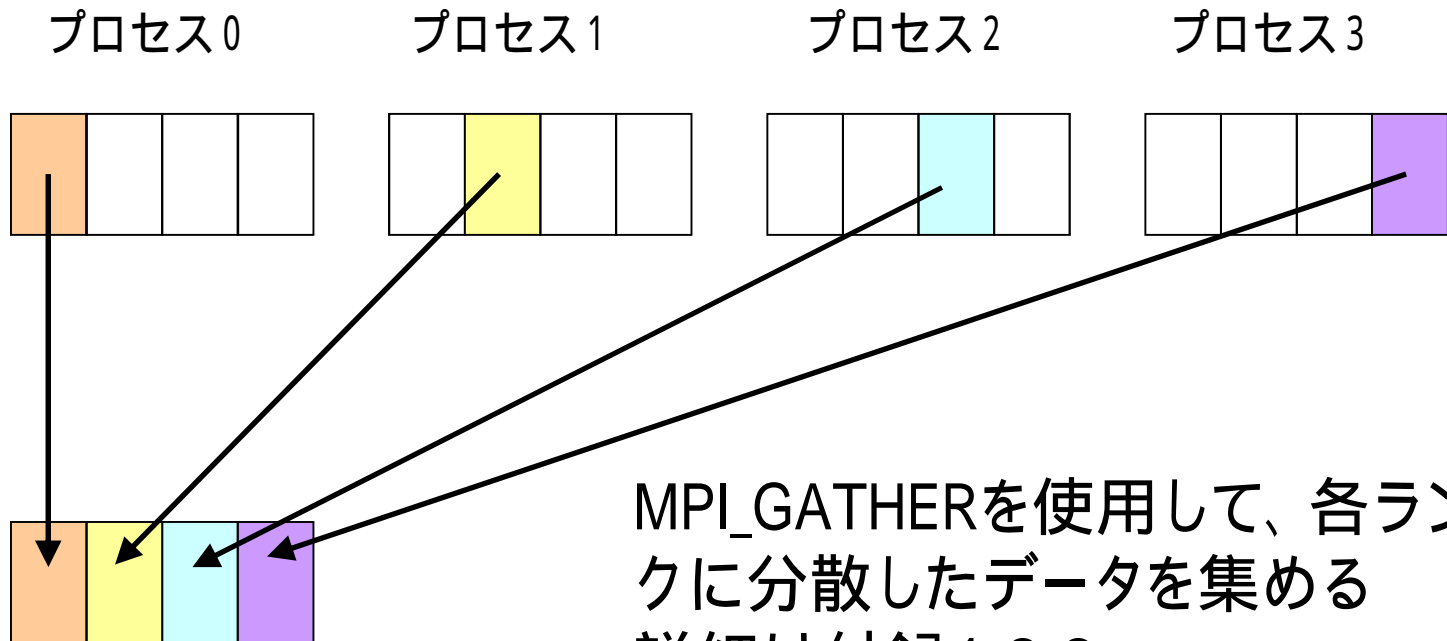 プロセス0 プロセス1 プロセス2 プロセス3
MPI_GATHERを使用して、各ラン
クに分散したデータを集める